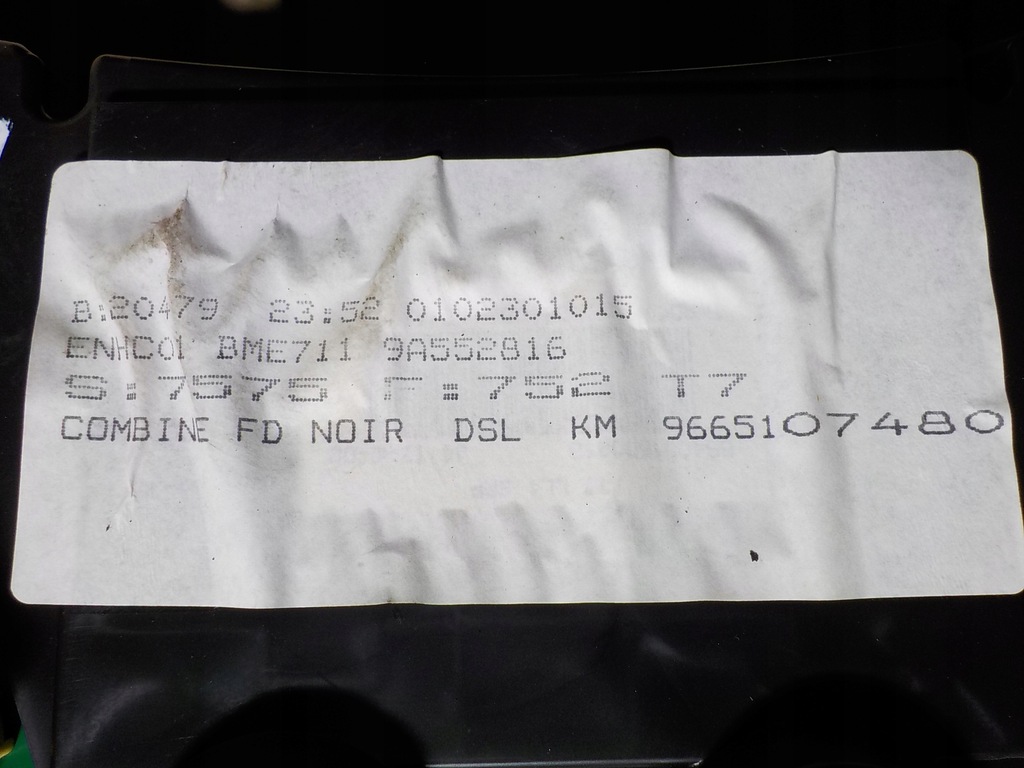 B:20479 23:52 0102301015
ENHC01 BME711 9A552816
S:7575 F:752 T7
COMBINE FD NOIR DSL KM 9665107480